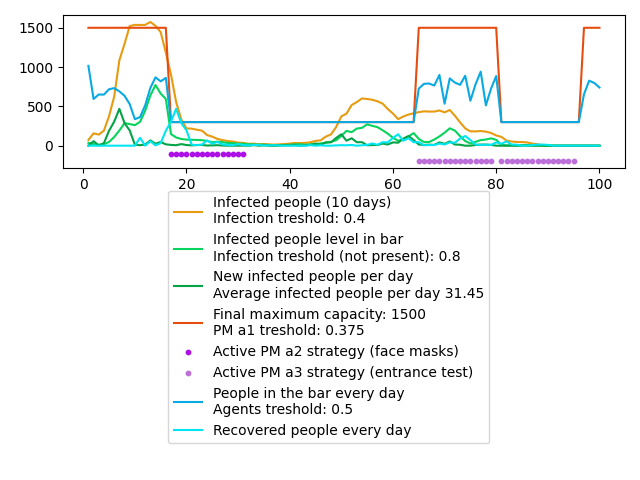 1500
1000
500
0
0 20 40 60 80 100
Infected people (10 days)
Infection treshold: 0.4
Infected people level in bar
Infection treshold (not present): 0.8
New infected people per day
Average infected people per day 31.45
Final maximum capacity: 1500
PM a1 treshold: 0.375
Active PM a2 strategy (face masks)
Active PM a3 strategy (entrance test)
People in the bar every day
Agents treshold: 0.5
Recovered people every day